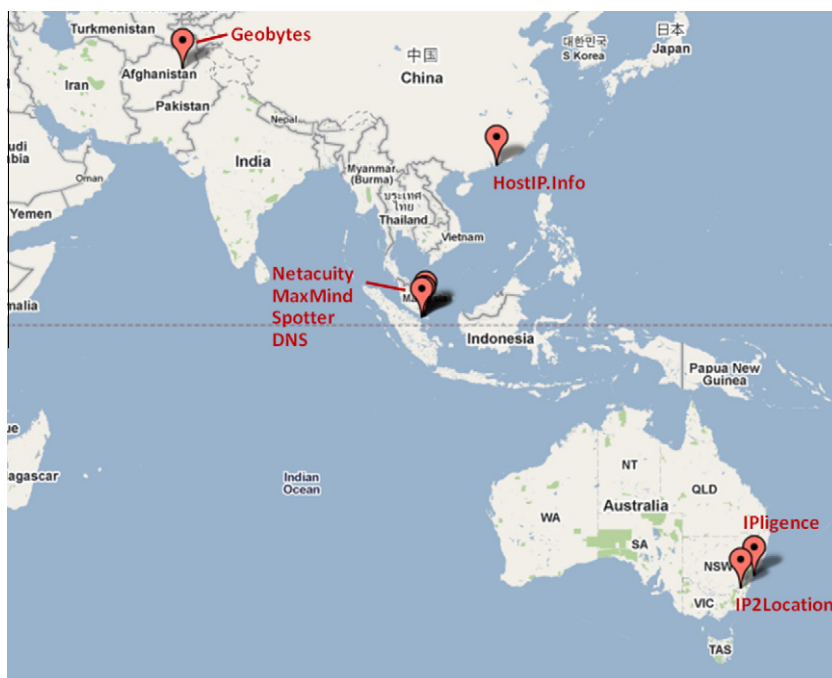 Turkmenistan
Geobytes
Afghanistan
Iran
Pakistan
中国
China
대한민국
S Korea
日本
Japan
Nepal
India
Oman
Yemen
Myanmar
(Burma)
ประเทศ
ไทย
Thailand
Vietnam
HostIP.Info
Netacuity
MaxMind
Spotter
DNS
Indonesia
Papua New
Guinea
Indian
Ocean
NT
QLD
Australia
WA
SA
NSW
VIC
TAS
IPligence
IP2Location